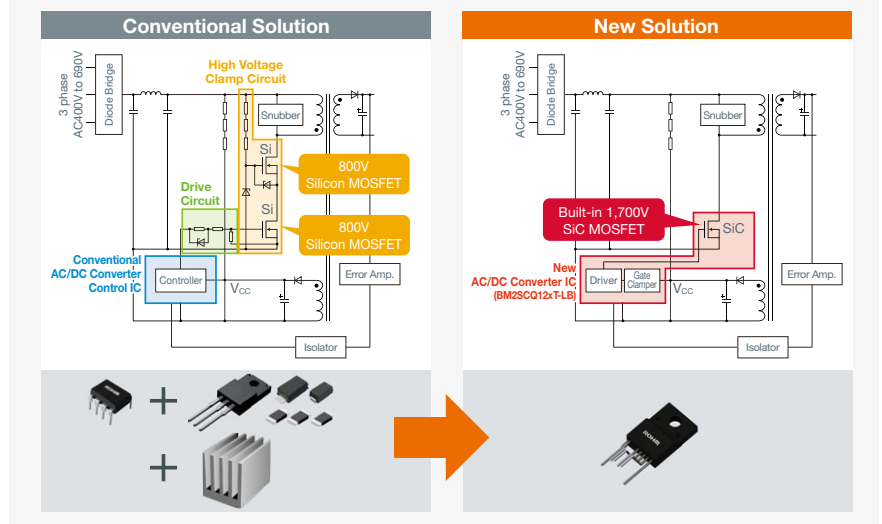 Conventional Solution
3 phase
AC400V to 690V
Diode Bridge
High Voltage
Clamp Circuit
Snubber
Si
800V
Silicon MOSFET
Drive
Circuit
Si
800V
Silicon MOSFET
Conventional
AC/DC Converter
Control IC
Controller
VCC
Error Amp.
Isolator
ROHM
New Solution
3 phase
AC400V to 690V
Diode Bridge
Snubber
Built-in 1,700V
SiC MOSFET
SiC
New
AC/DC Converter IC
(BM2SCQ12xT-LB)
Driver
Gate
Clamper
VCC
Error Amp.
Isolator
ROHM